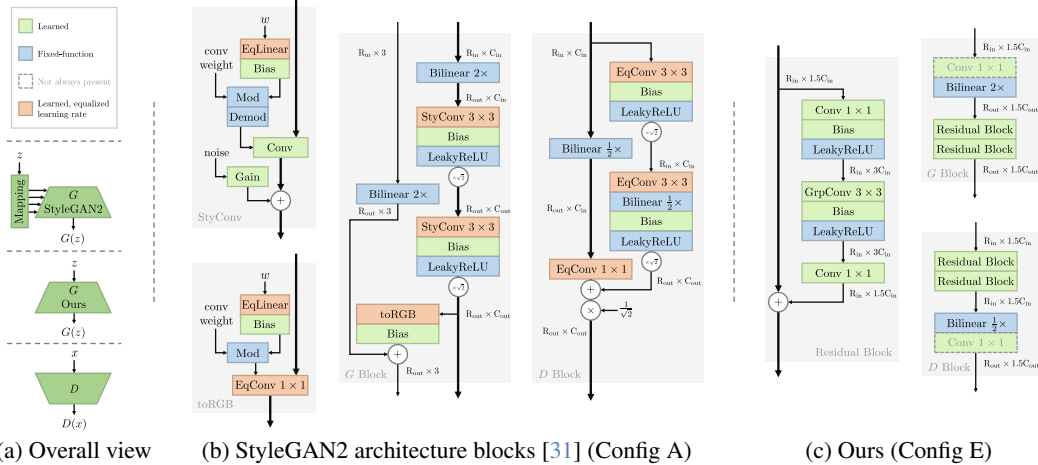 Learned
Fixed-function
Not always present
Learned, equalized
learning rate
z
Mapping
G
StyleGAN2
G(z)
z
G
Ours
G(z)
x
D
D(x)
w
EqLinear
Bias
conv
weight
Mod
Demod
Conv
noise
Gain
+
StyConv
w
EqLinear
Bias
conv
weight
Mod
EqConv 1 × 1
toRGB
R_in × 3
R_in × C_in
Bilinear 2×
R_out × C_in
StyConv 3 × 3
Bias
LeakyReLU
×√2
Bilinear 2×
R_out × 3
R_out × C_out
StyConv 3 × 3
Bias
LeakyReLU
×√2
toRGB
Bias
R_out × C_out
+
G Block
R_out × 3
R_in × C_in
EqConv 3 × 3
Bias
LeakyReLU
×√2
Bilinear ½×
R_in × C_in
EqConv 3 × 3
Bilinear ½×
Bias
LeakyReLU
×√2
R_out × C_in
EqConv 1 × 1
R_out × C_out
+
×
1/√2
R_out × C_out
D Block
R_in × 1.5C_in
Conv 1 × 1
Bias
LeakyReLU
R_in × 3C_in
GrpConv 3 × 3
Bias
LeakyReLU
R_in × 3C_in
Conv 1 × 1
R_in × 1.5C_in
+
Residual Block
R_in × 1.5C_in
Conv 1 × 1
Bilinear 2×
R_out × 1.5C_out
Residual Block
Residual Block
G Block
R_out × 1.5C_out
R_in × 1.5C_in
Residual Block
Residual Block
R_in × 1.5C_in
Bilinear ½×
Conv 1 × 1
D Block
R_out × 1.5C_out
a) Overall view
(b) StyleGAN2 architecture blocks [31] (Config A)
(c) Ours (Config E)